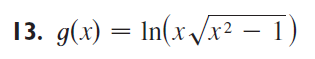 13. g(x) = ln(x√(x² − 1))